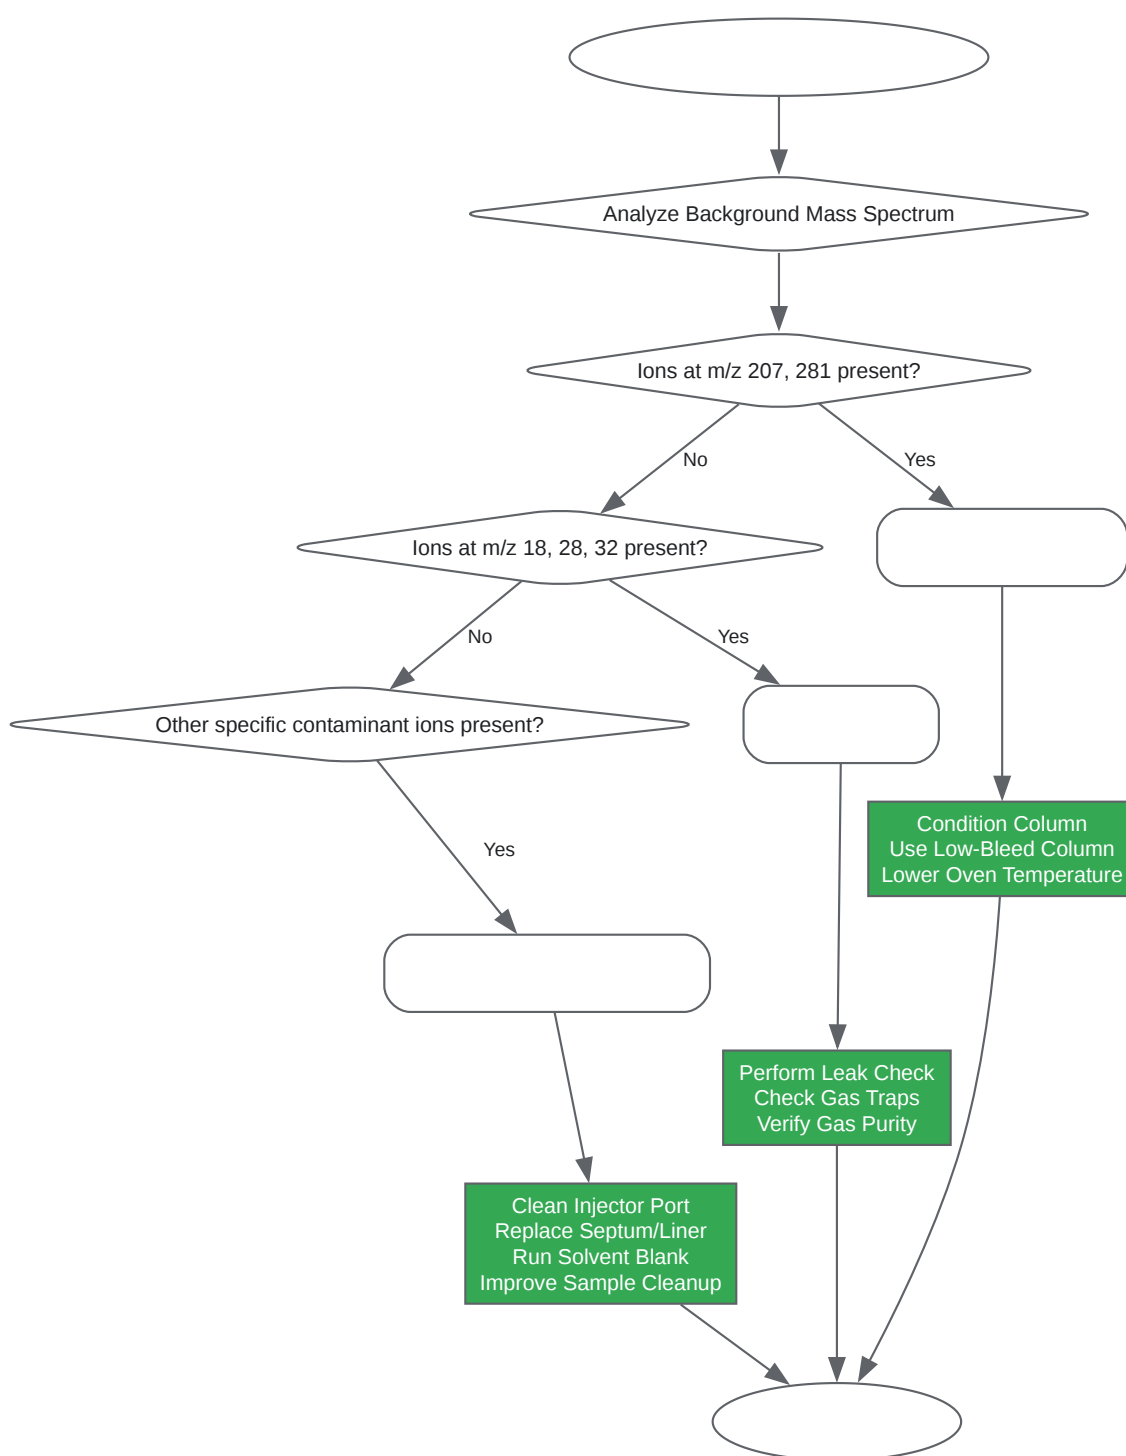 Analyze Background Mass Spectrum
Ions at m/z 207, 281 present?
No
Yes
Ions at m/z 18, 28, 32 present?
No
Yes
Other specific contaminant ions present?
Condition Column
Use Low-Bleed Column
Lower Oven Temperature
Yes
Perform Leak Check
Check Gas Traps
Verify Gas Purity
Clean Injector Port
Replace Septum/Liner
Run Solvent Blank
Improve Sample Cleanup